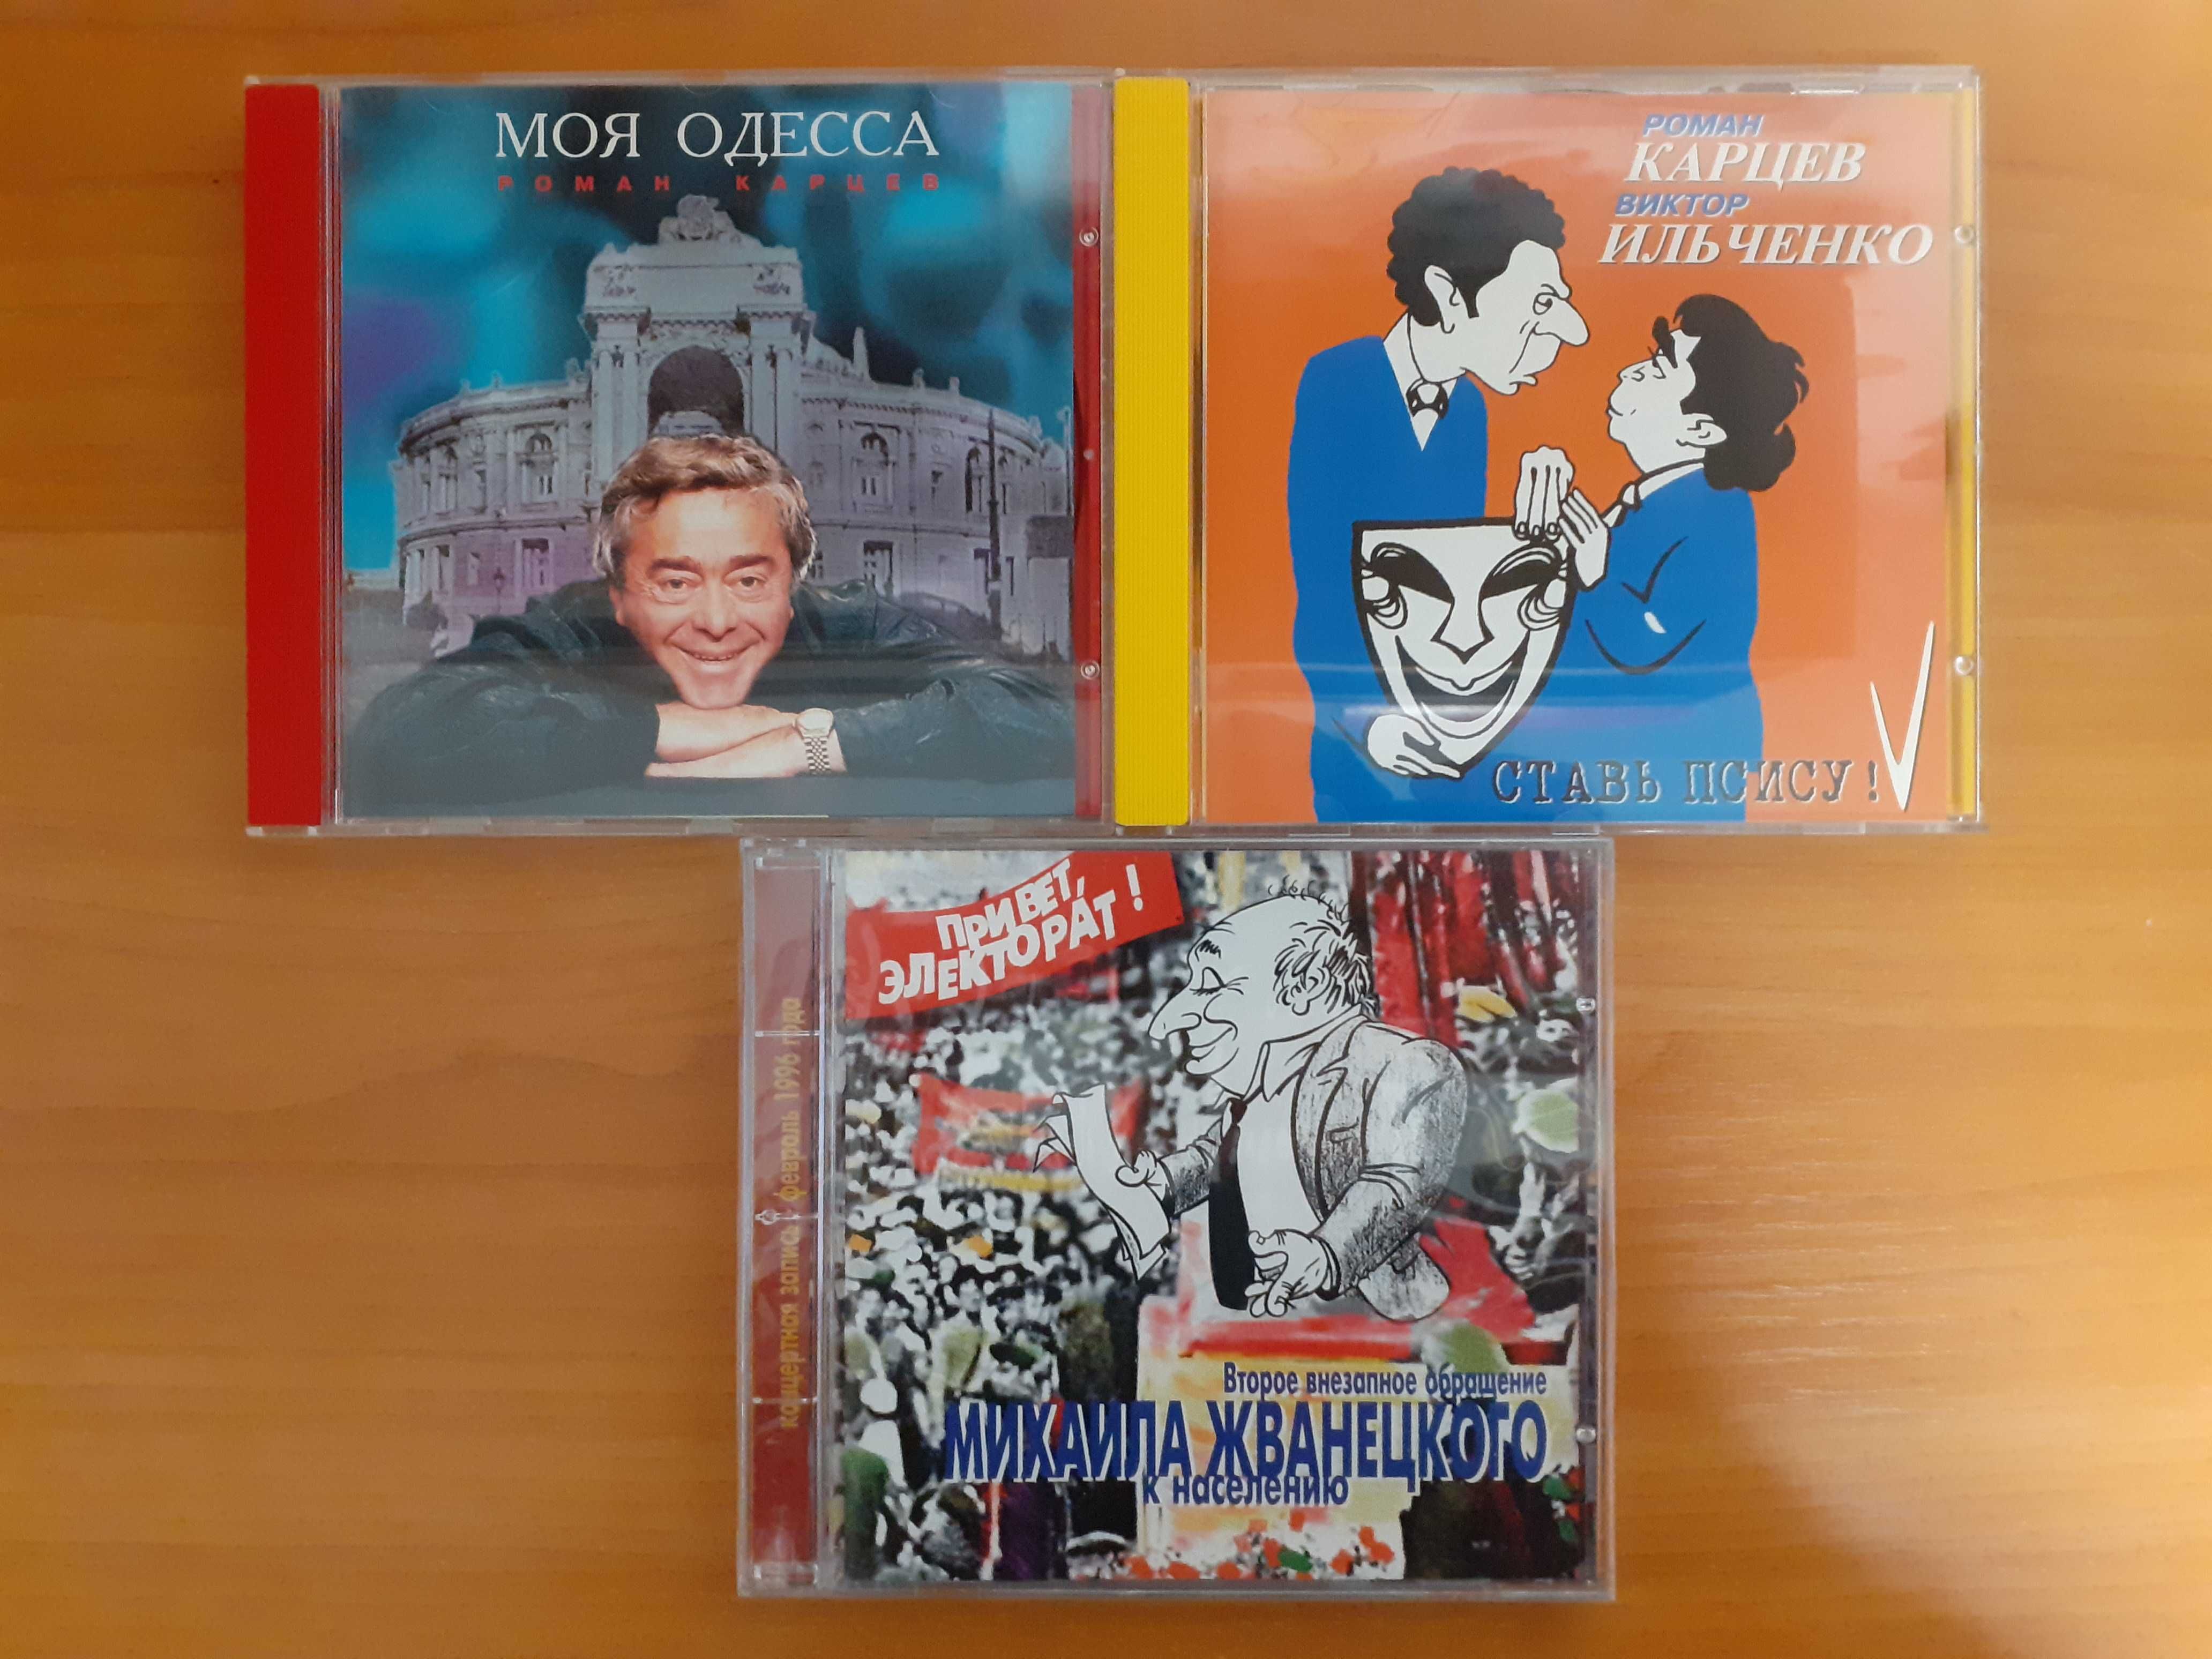 МОЯ ОДЕССА
РОМАН КАРЦЕВ
РОМАН
КАРЦЕВ
ВИКТОР
ИЛЬЧЕНКО
СТАВЬ ПСИСУ!
ПРИВЕТ,
ЭЛЕКТОРАТ!
концертная запись - февраль 1996 года
Второе внезапное обращение
МИХАИЛА ЖВАНЕЦКОГО
к населению